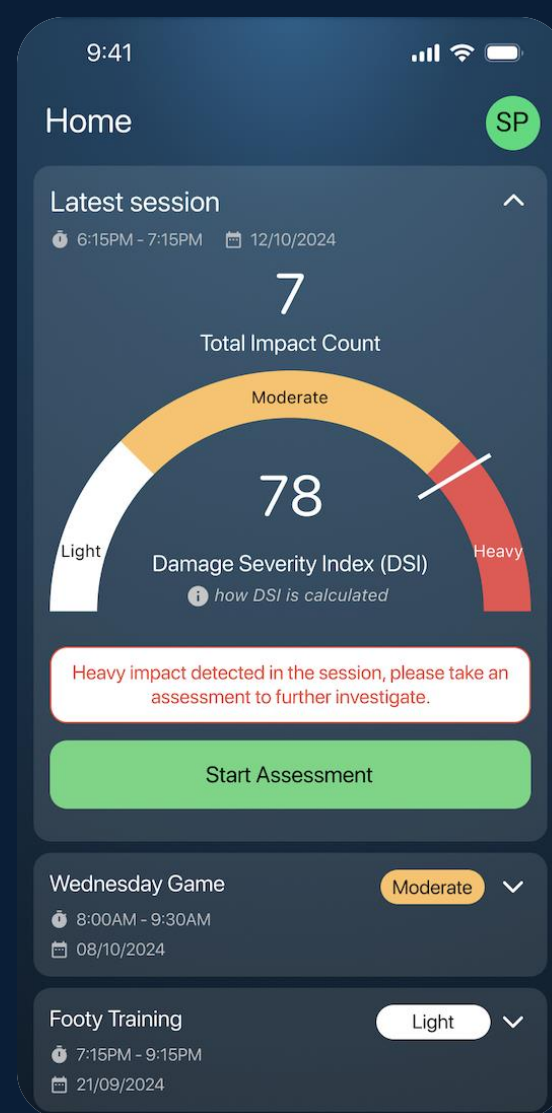 9:41
Home
SP
Latest session
6:15PM - 7:15PM 12/10/2024
7
Total Impact Count
Moderate
78
Light
Heavy
Damage Severity Index (DSI)
i how DSI is calculated
Heavy impact detected in the session, please take an
assessment to further investigate.
Start Assessment
Wednesday Game
Moderate
8:00AM - 9:30AM
08/10/2024
Footy Training
Light
7:15PM - 9:15PM
21/09/2024